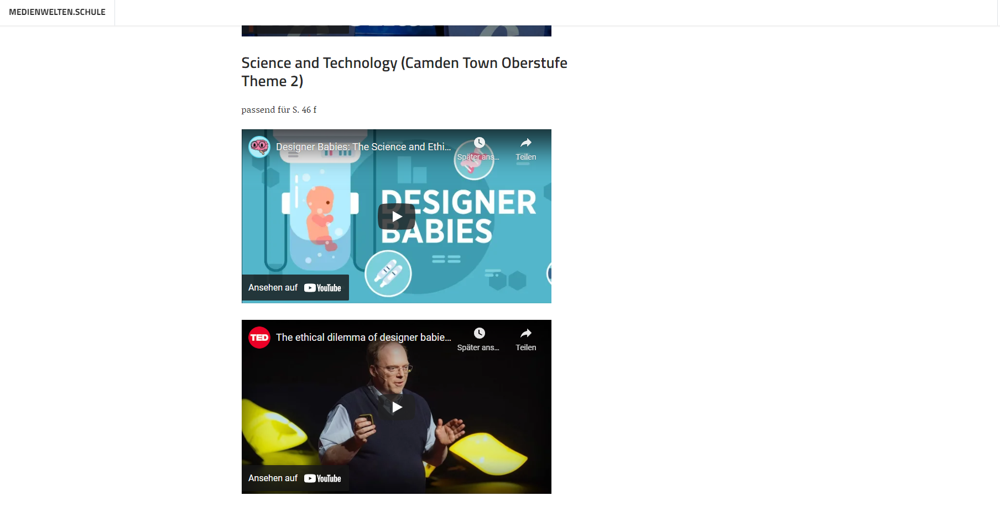 MEDIENWELTEN.SCHULE
Science and Technology (Camden Town Oberstufe
Theme 2)
passend für S. 46 f
Designer Babies: The Science and Ethi...
Später ans...
Teilen
DESIGNER
BABIES
Ansehen auf YouTube
TED
The ethical dilemma of designer babie...
Später ans...
Teilen
Ansehen auf YouTube